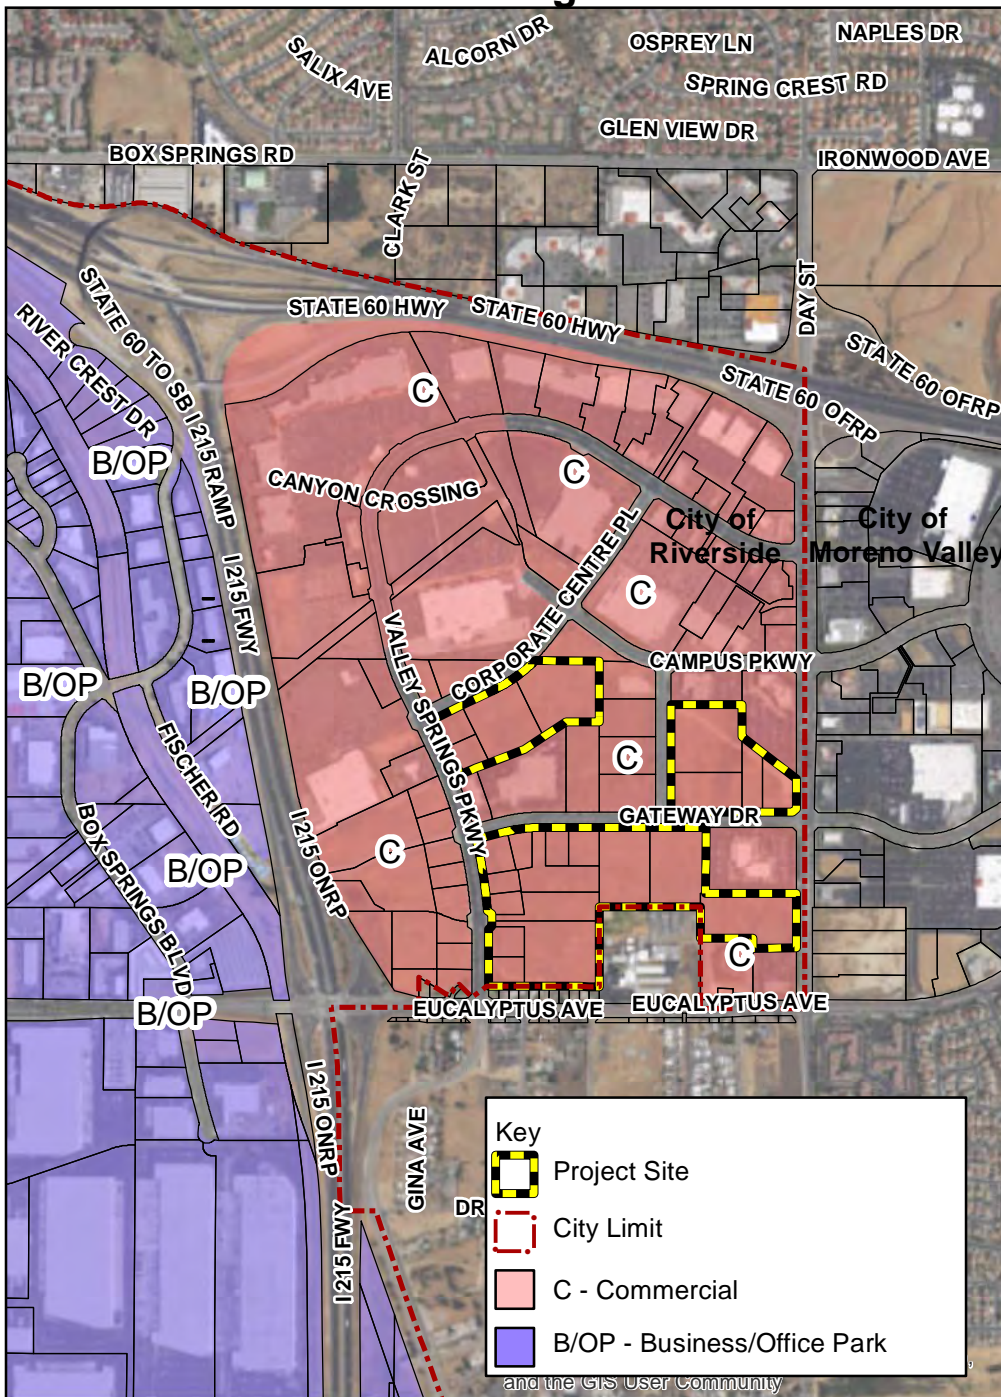 g
SALIX AVE
ALCORN DR
OSPREY LN
NAPLES DR
SPRING CREST RD
GLEN VIEW DR
BOX SPRINGS RD
CLARK ST
IRONWOOD AVE
STATE 60 HWY
STATE 60 HWY
DAY ST
STATE 60 OFRP
STATE 60 OFRP
STATE 60 TO SB I 215 RAMP
RIVER CREST DR
B/OP
C
C
CANYON CROSSING
City of
Riverside
City of
Moreno Valley
I 215 FWY
CORPORATE CENTRE PL
C
VALLEY SPRINGS PKWY
CAMPUS PKWY
B/OP
B/OP
FISCHER RD
C
GATEWAY DR
BOX SPRINGS BLVD
I 215 ONRP
C
B/OP
C
B/OP
EUCALYPTUS AVE
EUCALYPTUS AVE
I 215 ONRP
GINA AVE
DR
I 215 FWY
Key
Project Site
City Limit
C - Commercial
B/OP - Business/Office Park
and the GIS User Community